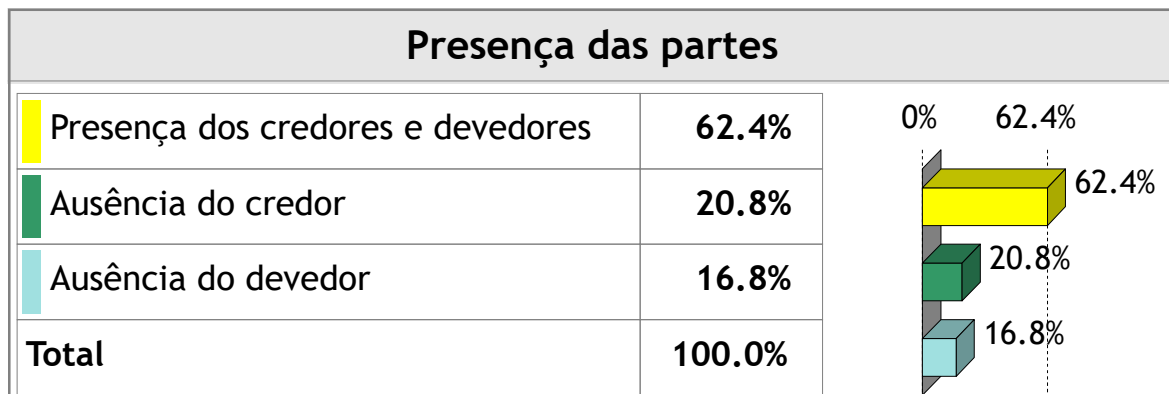 Presença das partes
Presença dos credores e devedores 62.4%
Ausência do credor 20.8%
Ausência do devedor 16.8%
Total 100.0%
0% 62.4%
62.4%
20.8%
16.8%